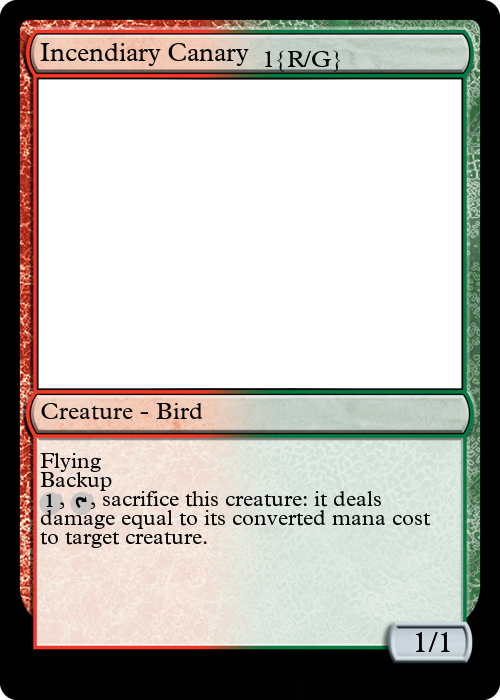 Incendiary Canary 1{R/G}
Creature - Bird
Flying
Backup
1, , sacrifice this creature: it deals
damage equal to its converted mana cost
to target creature.
1/1